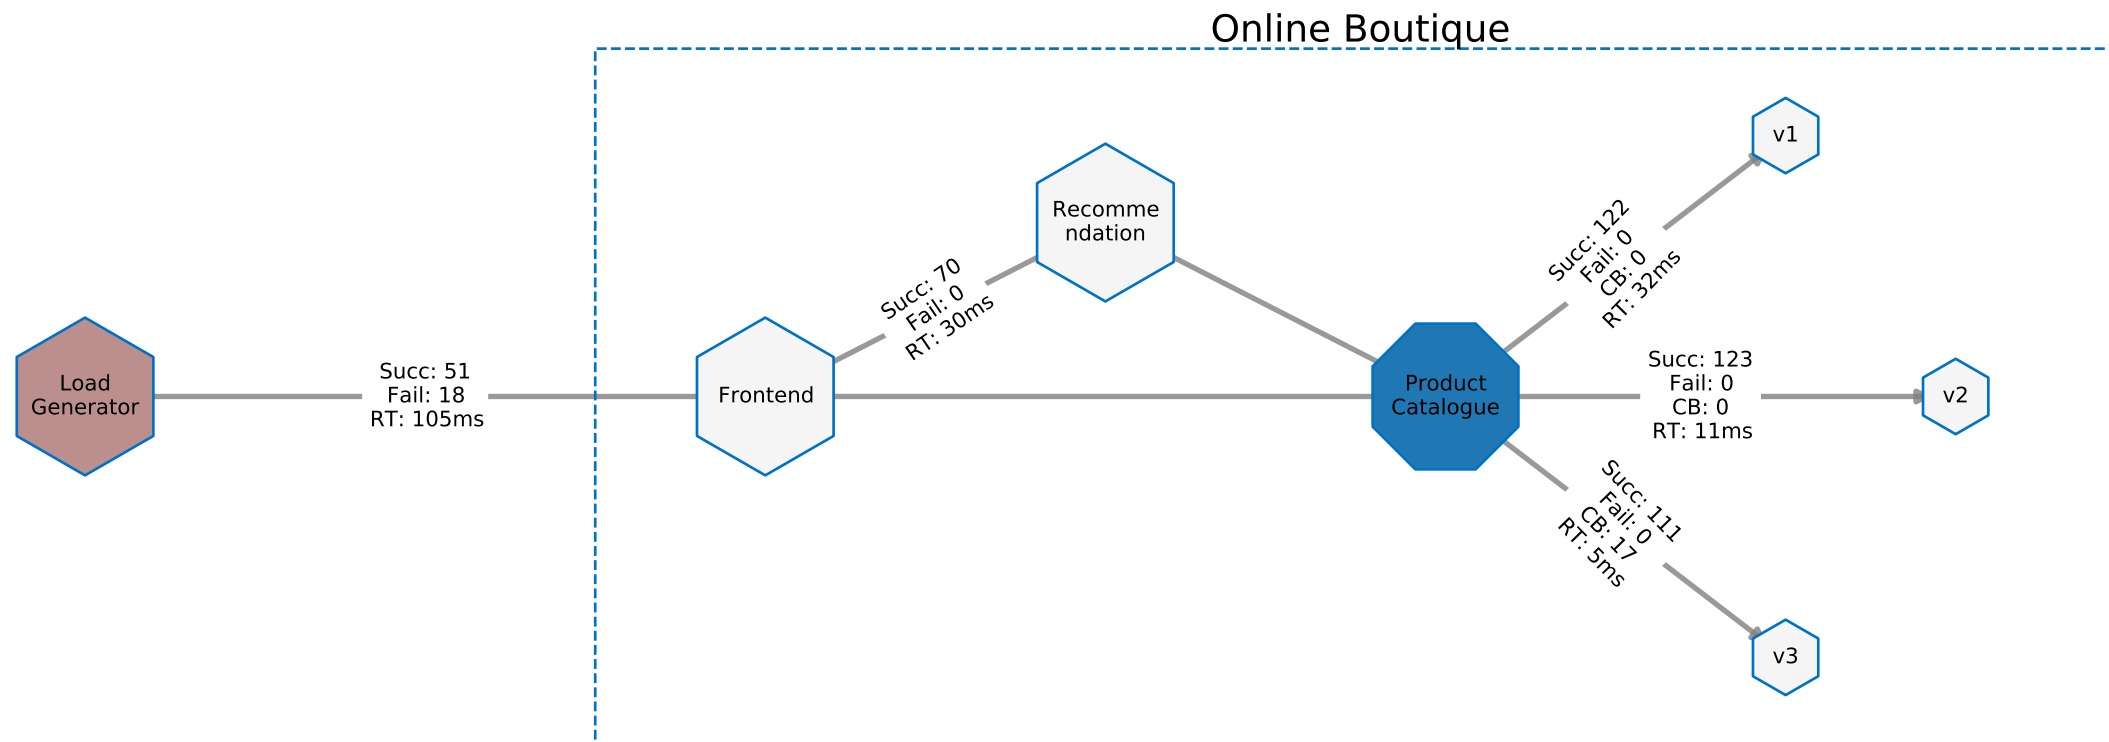 Online Boutique
v1
Recomme
ndation
Succ: 122
Fail: 0
CB: 0
RT: 32ms
Succ: 70
Fail: 0
RT: 30ms
Load
Generator
Succ: 51
Fail: 18
RT: 105ms
Frontend
Product
Catalogue
Succ: 123
Fail: 0
CB: 0
RT: 11ms
v2
Succ: 111
Fail: 0
CB: 17
RT: 5ms
v3